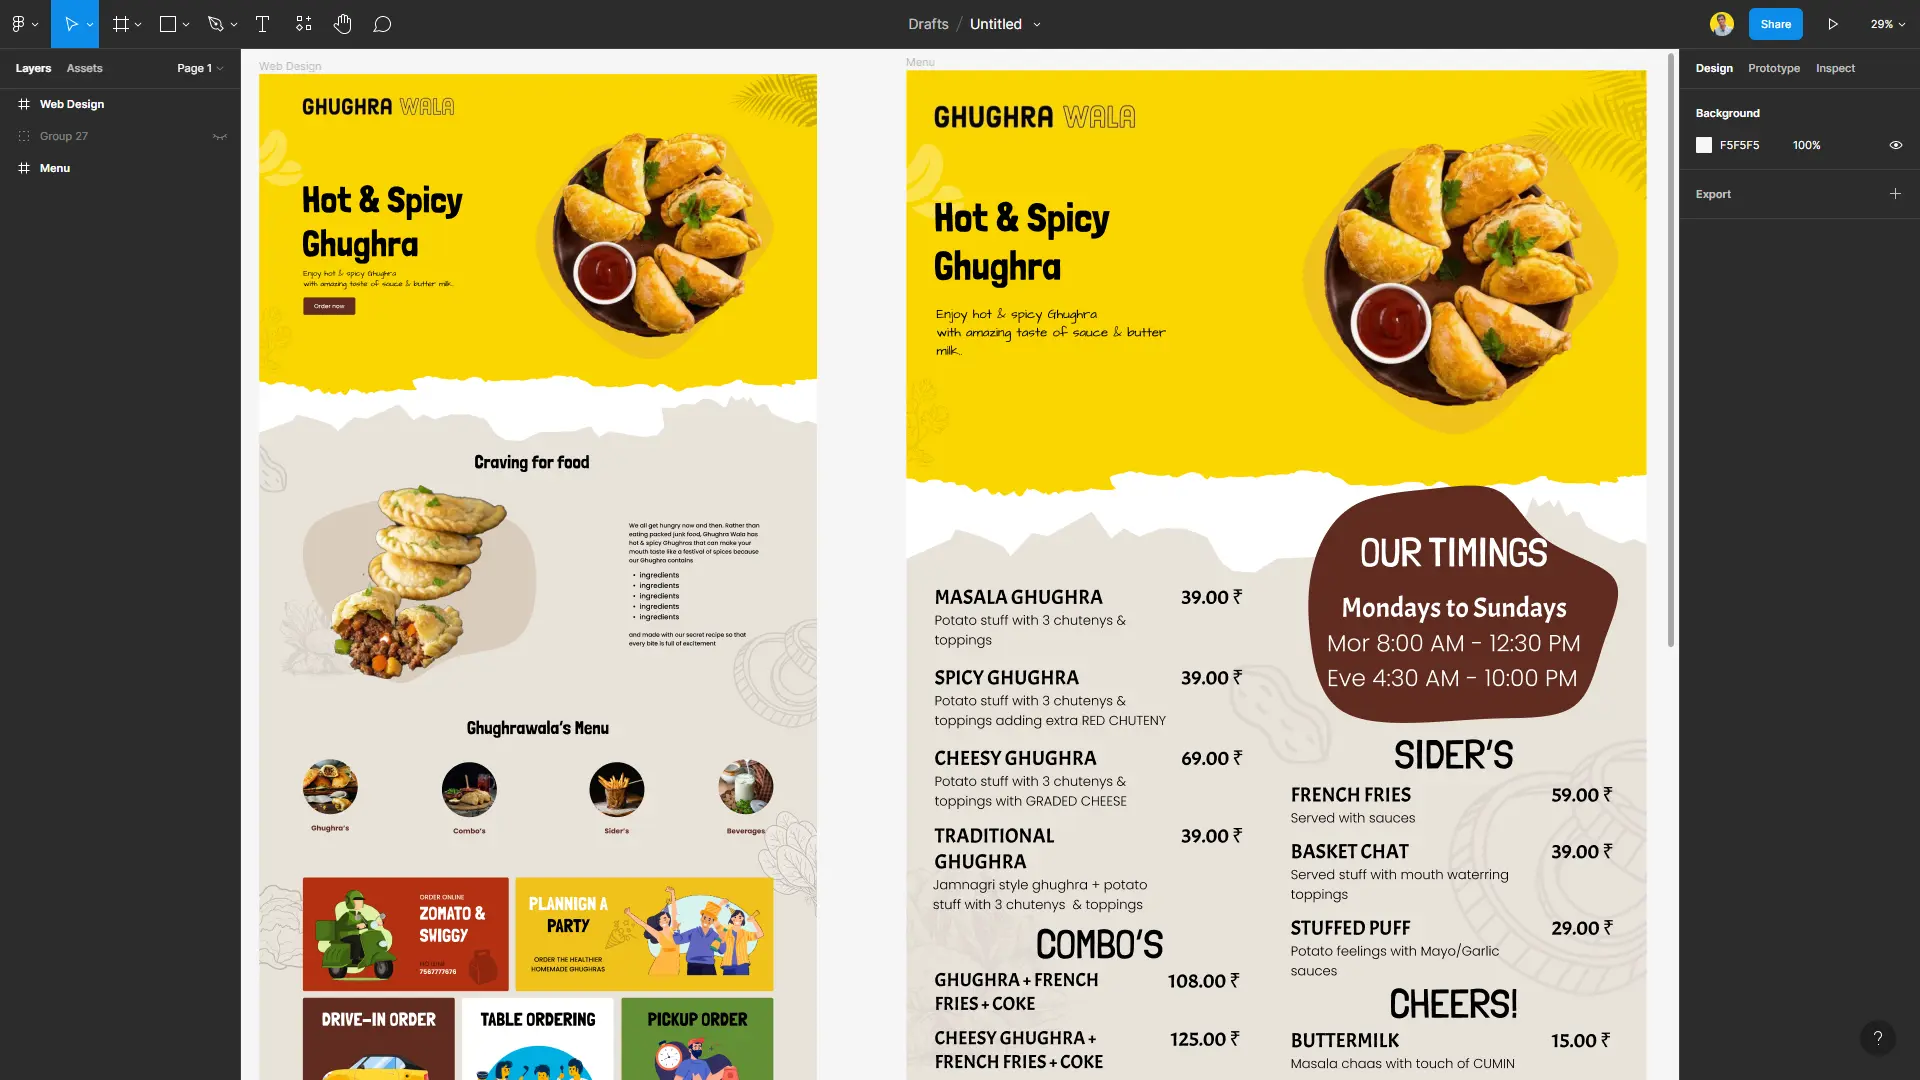 Drafts / Untitled
Share
29%
Layers
Assets
Page 1
Web Design
Group 27
Menu
Design
Prototype
Inspect
Background
F5F5F5
100%
Export
?
Web Design
GHUGHRA WALA
Hot & Spicy
Ghughra
Enjoy hot & spicy Ghughra
with amazing taste of sauce & butter milk..
Order now
Craving for food
We all get hungry now and then. Rather than
eating packed junk food, Ghughra Wala has
hot & spicy Ghughras that can make your
mouth taste like a festival of spices because
our Ghughra contains
• ingredients
• ingredients
• ingredients
• ingredients
• ingredients
and made with our secret recipe so that
every bite is full of excitement
Ghughrawala's Menu
Ghughra's
Combo's
Sider's
Beverages
ORDER ONLINE
ZOMATO &
SWIGGY
7567777676
PLANNIGN A
PARTY
ORDER THE HEALTHIER
HOMEMADE GHUGHRAS
DRIVE-IN ORDER
TABLE ORDERING
PICKUP ORDER
Menu
GHUGHRA WALA
Hot & Spicy
Ghughra
Enjoy hot & spicy Ghughra
with amazing taste of sauce & butter
milk..
MASALA GHUGHRA 39.00 ₹
Potato stuff with 3 chutenys &
toppings
SPICY GHUGHRA 39.00 ₹
Potato stuff with 3 chutenys &
toppings adding extra RED CHUTENY
CHEESY GHUGHRA 69.00 ₹
Potato stuff with 3 chutenys &
toppings with GRADED CHEESE
TRADITIONAL 39.00 ₹
GHUGHRA
Jamnagri style ghughra + potato
stuff with 3 chutenys & toppings
COMBO'S
GHUGHRA + FRENCH 108.00 ₹
FRIES + COKE
CHEESY GHUGHRA + 125.00 ₹
FRENCH FRIES + COKE
OUR TIMINGS
Mondays to Sundays
Mor 8:00 AM - 12:30 PM
Eve 4:30 AM - 10:00 PM
SIDER'S
FRENCH FRIES 59.00 ₹
Served with sauces
BASKET CHAT 39.00 ₹
Served stuff with mouth waterring
toppings
STUFFED PUFF 29.00 ₹
Potato feelings with Mayo/Garlic
sauces
CHEERS!
BUTTERMILK 15.00 ₹
Masala chaas with touch of CUMIN